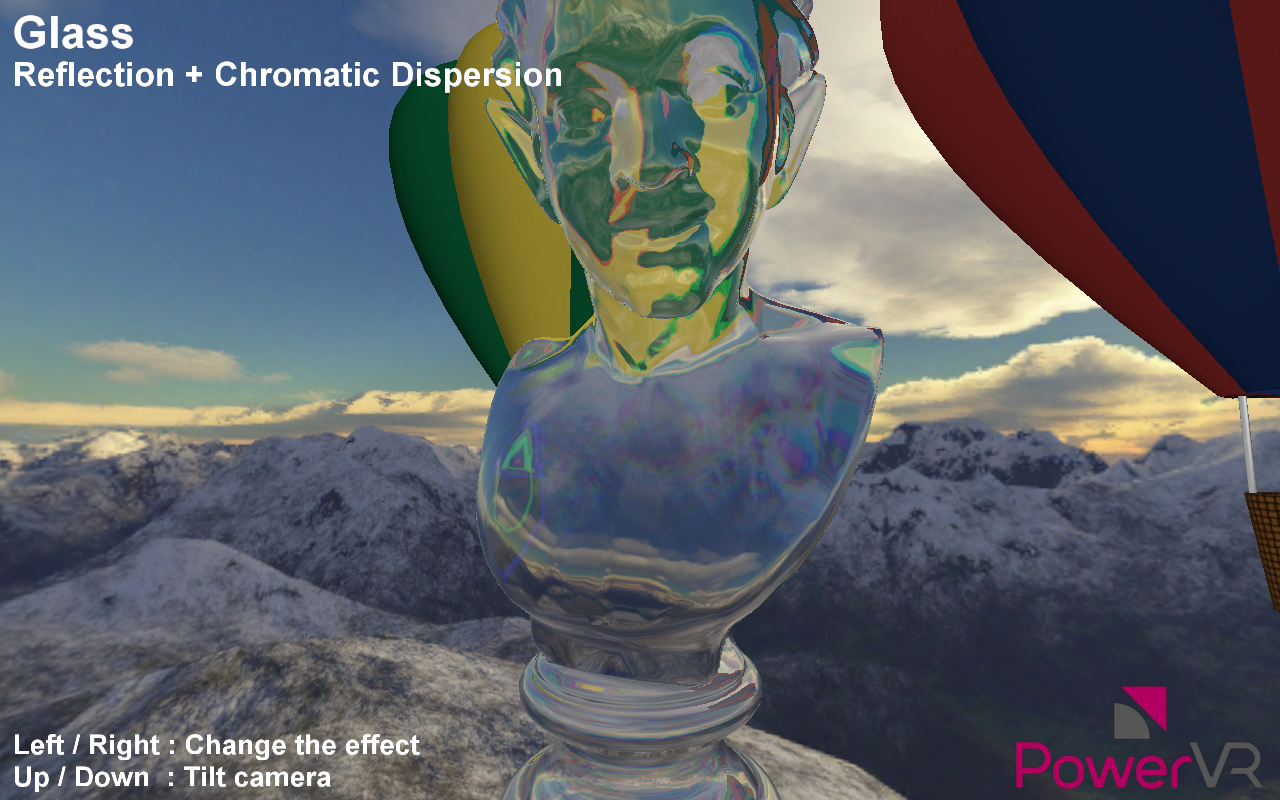 Glass
Reflection + Chromatic Dispersion
Left / Right : Change the effect
Up / Down : Tilt camera
PowerVR